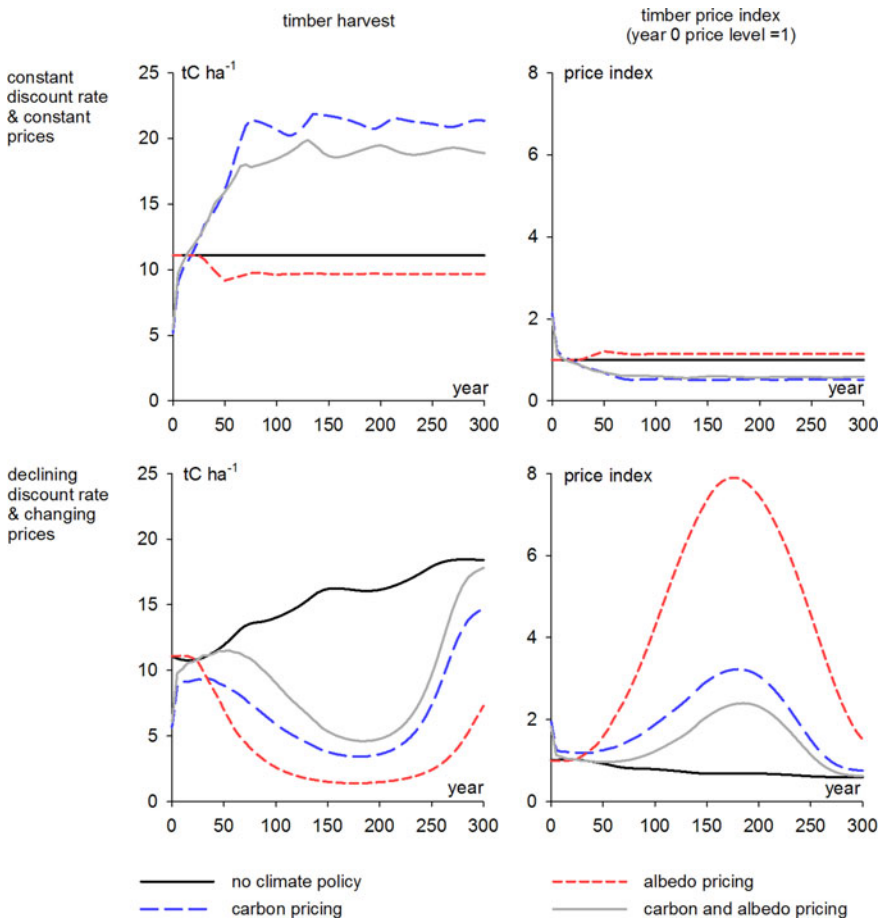 timber harvest
timber price index
(year 0 price level =1)
constant
discount rate
& constant
prices
tC ha⁻¹
25
20
15
10
5
0
year
0 50 100 150 200 250 300
price index
8
6
4
2
0
year
0 50 100 150 200 250 300
declining
discount rate
& changing
prices
tC ha⁻¹
25
20
15
10
5
0
year
0 50 100 150 200 250 300
price index
8
6
4
2
0
year
0 50 100 150 200 250 300
no climate policy
albedo pricing
carbon pricing
carbon and albedo pricing